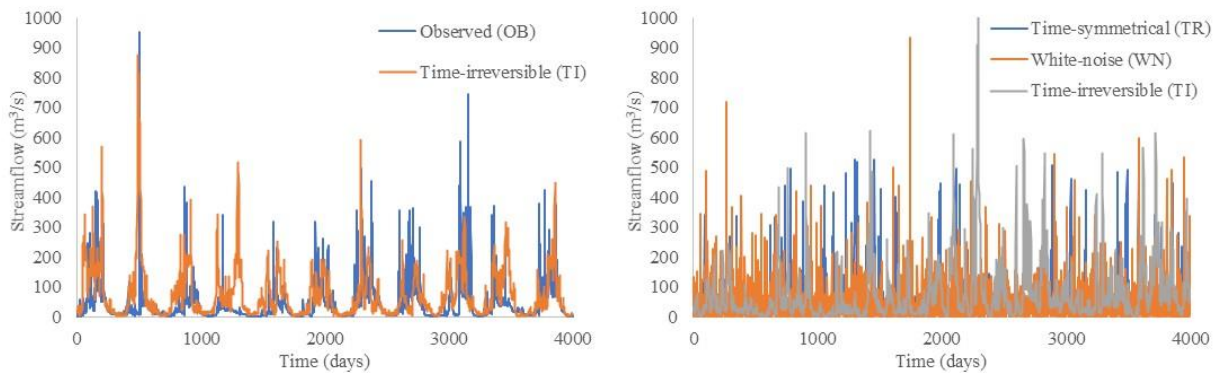 1000
900
800
700
600
500
400
300
200
100
0
Streamflow (m³/s)
Observed (OB)
Time-irreversible (TI)
0 1000 2000 3000 4000
Time (days)
1000
900
800
700
600
500
400
300
200
100
0
Streamflow (m³/s)
Time-symmetrical (TR)
White-noise (WN)
Time-irreversible (TI)
0 1000 2000 3000 4000
Time (days)